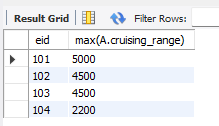 Result Grid Filter Rows:
eid max(A.cruising_range)
101 5000
102 4500
103 4500
104 2200